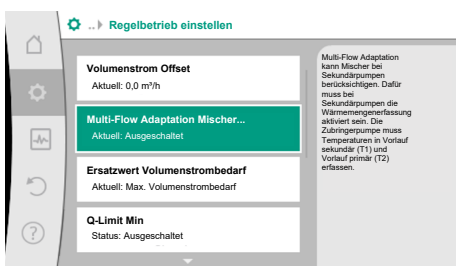 ..▶ Regelbetrieb einstellen
Volumenstrom Offset
Aktuell: 0,0 m³/h
Multi-Flow Adaptation Mischer...
Aktuell: Ausgeschaltet
Ersatzwert Volumenstrombedarf
Aktuell: Max. Volumenstrombedarf
Q-Limit Min
Status: Ausgeschaltet
Multi-Flow Adaptation
kann Mischer bei
Sekundärpumpen
berücksichtigen. Dafür
muss bei
Sekundärpumpen die
Wärmemengenerfassung
aktiviert sein. Die
Zubringerpumpe muss
Temperaturen in Vorlauf
sekundär (T1) und
Vorlauf primär (T2)
erfassen.